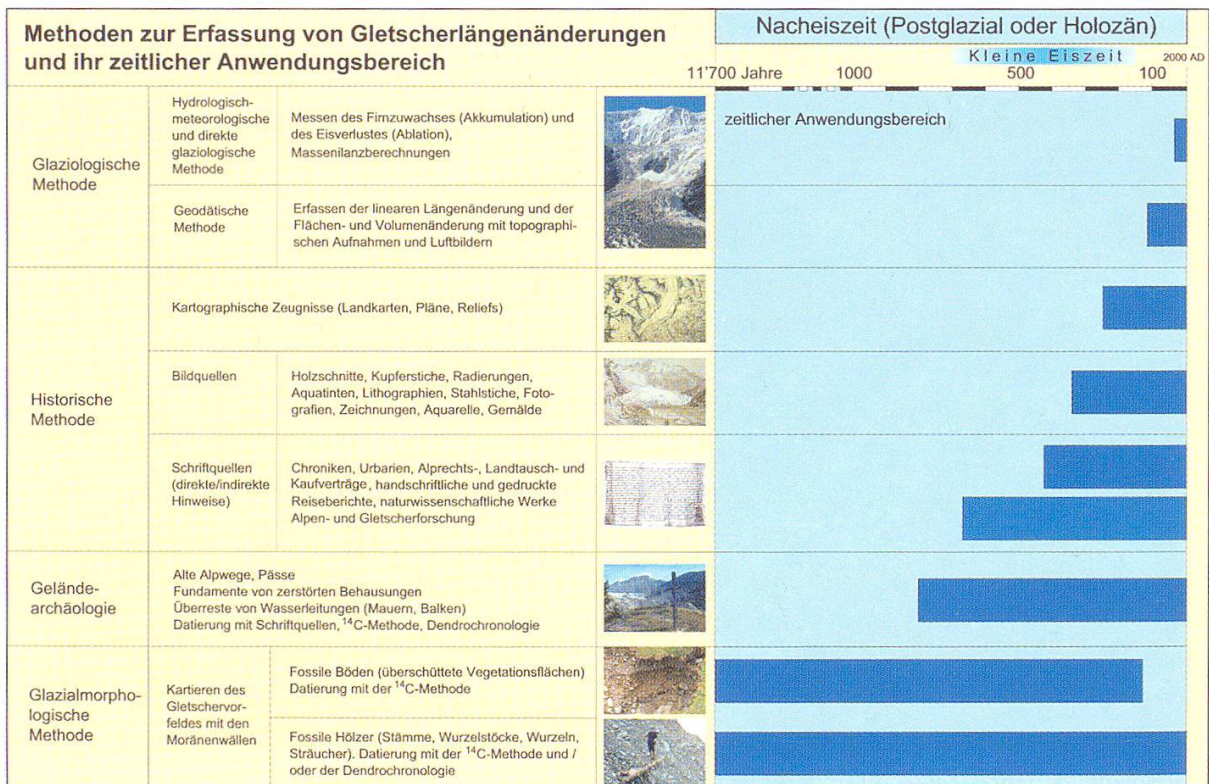 Methoden zur Erfassung von Gletscherlängenänderungen
und ihr zeitlicher Anwendungsbereich
Nacheiszeit (Postglazial oder Holozän)
Kleine Eiszeit
2000 AD
11'700 Jahre 1000 500 100
zeitlicher Anwendungsbereich
Glaziologische
Methode
Hydrologisch-
meteorologische
und direkte
glaziologische
Methode
Messen des Firnzuwachses (Akkumulation) und
des Eisverlustes (Ablation),
Massenilanzberechnungen
Geodätische
Methode
Erfassen der linearen Längenänderung und der
Flächen- und Volumenänderung mit topographi-
schen Aufnahmen und Luftbildern
Historische
Methode
Kartographische Zeugnisse (Landkarten, Pläne, Reliefs)
Bildquellen
Holzschnitte, Kupferstiche, Radierungen,
Aquatinten, Lithographien, Stahlstiche, Foto-
grafien, Zeichnungen, Aquarelle, Gemälde
Schriftquellen
(direkte/indirekte
Hinweise)
Chroniken, Urbarien, Alprechts-, Landtausch- und
Kaufverträge, handschriftliche und gedruckte
Reiseberichte, naturwissenschaftliche Werke
Alpen- und Gletscherforschung
Gelände-
archäologie
Alte Alpwege, Pässe
Fundamente von zerstörten Behausungen
Überreste von Wasserleitungen (Mauern, Balken)
Datierung mit Schriftquellen, ¹⁴C-Methode, Dendrochronologie
Glazialmorpho-
logische
Methode
Kartieren des
Gletschervor-
feldes mit den
Moränenwällen
Fossile Böden (überschüttete Vegetationsflächen)
Datierung mit der ¹⁴C-Methode
Fossile Hölzer (Stämme, Wurzelstöcke, Wurzeln,
Sträucher). Datierung mit der ¹⁴C-Methode und /
oder der Dendrochronologie